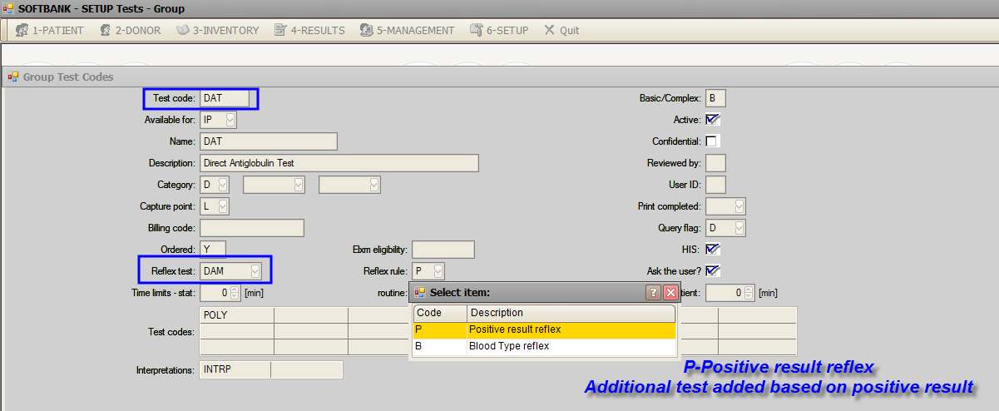 SOFTBANK - SETUP Tests - Group
1-PATIENT 2-DONOR 3-INVENTORY 4-RESULTS 5-MANAGEMENT 6-SETUP Quit
Group Test Codes
Test code: DAT Basic/Complex: B
Available for: IP Active:
Name: DAT Confidential:
Description: Direct Antiglobulin Test Reviewed by:
Category: D User ID:
Capture point: L Print completed:
Billing code: Query flag: D
Ordered: Y Elxm eligibility: HIS:
Reflex test: DAM Reflex rule: P Ask the user?
Time limits - stat: 0 [min] routine: Select item: ? tient: 0 [min]
Code Description
POLY
P Positive result reflex
Test codes:
B Blood Type reflex
Interpretations: INTRP
P-Positive result reflex
Additional test added based on positive result